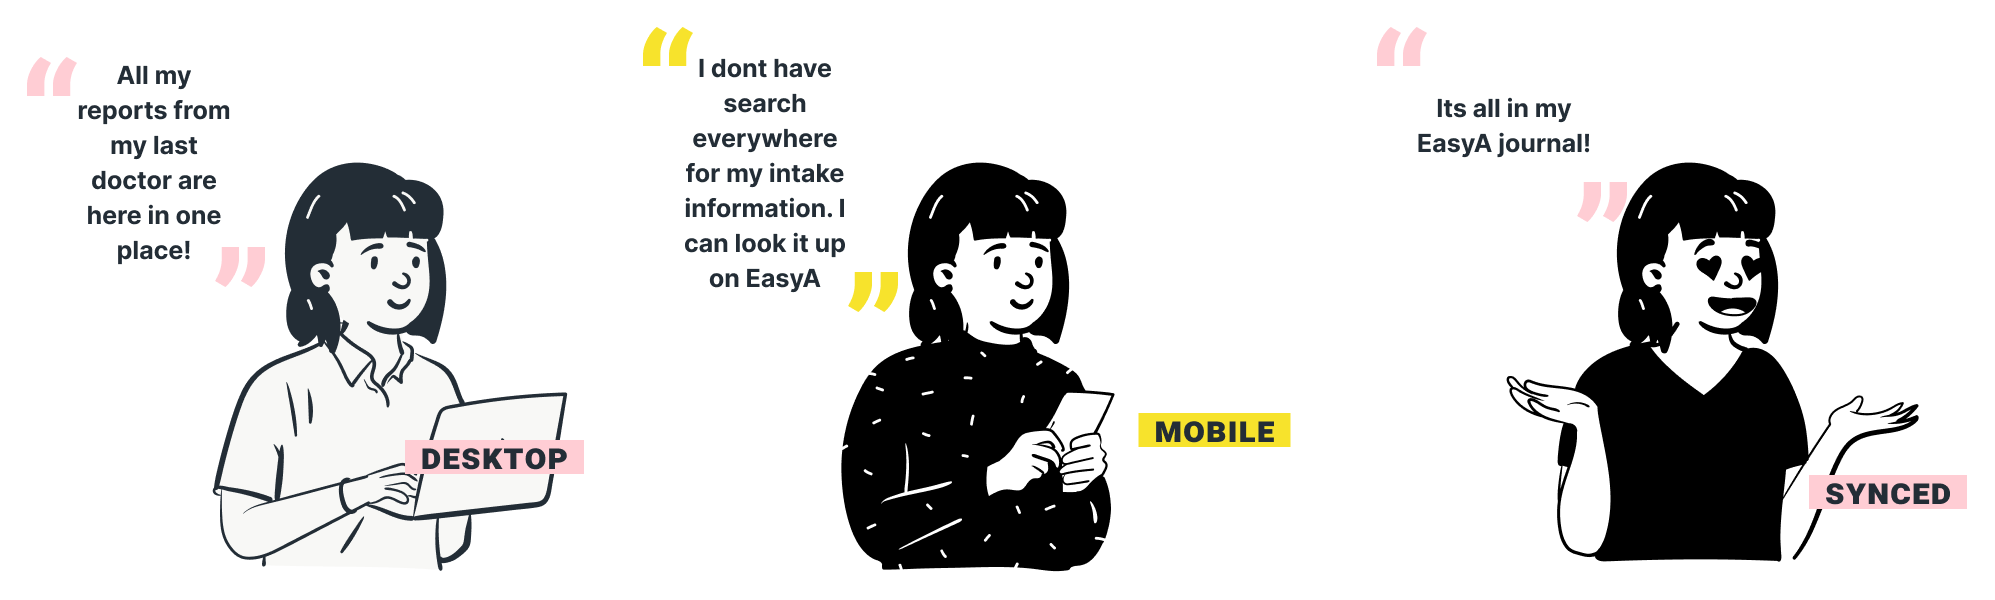 “
All my
reports from
my last
doctor are
here in one
place!
”
DESKTOP
“
I dont have
search
everywhere
for my intake
information. I
can look it up
on EasyA
”
MOBILE
“
Its all in my
EasyA journal!
”
SYNCED